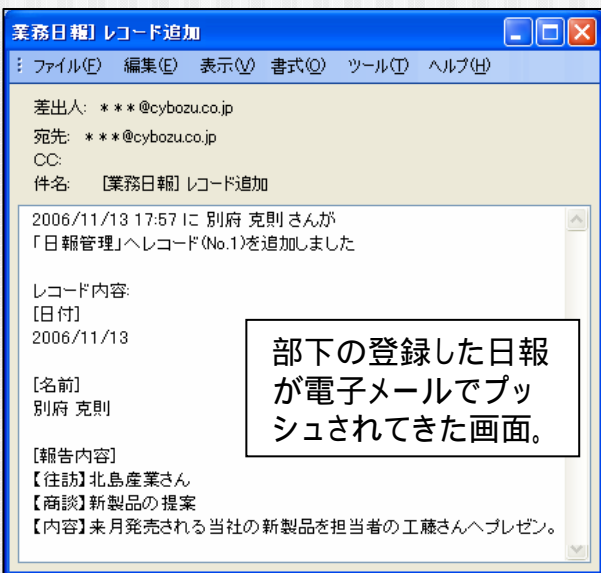 業務日報] レコード追加
ファイル(F) 編集(E) 表示(V) 書式(O) ツール(T) ヘルプ(H)
差出人: ***@cybozu.co.jp
宛先: ***@cybozu.co.jp
CC:
件名: [業務日報] レコード追加
2006/11/13 17:57 に 別府 克則 さんが
「日報管理」へレコード(No.1)を追加しました
レコード内容:
[日付]
2006/11/13
[名前]
別府 克則
[報告内容]
【往訪】北島産業さん
【商談】新製品の提案
【内容】来月発売される当社の新製品を担当者の工藤さんへプレゼン。
部下の登録した日報
が電子メールでプッ
シュされてきた画面。